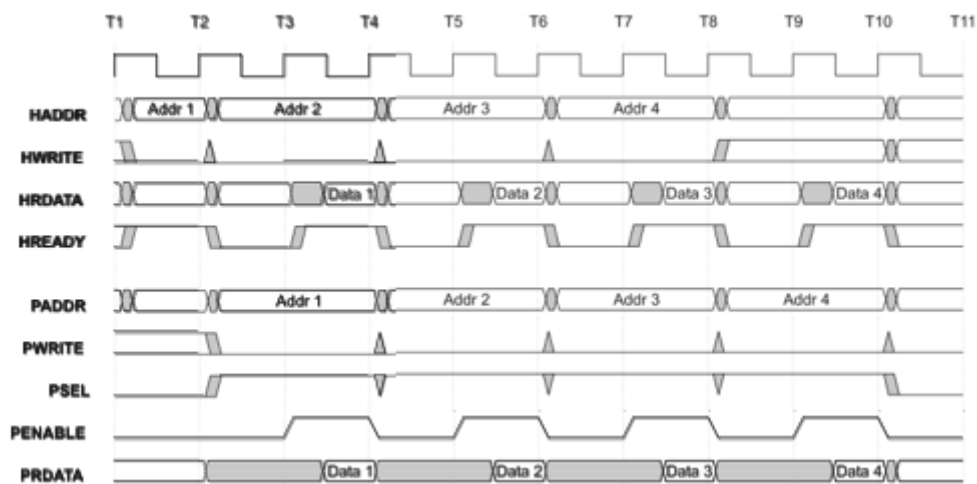 T1 T2 T3 T4 T5 T6 T7 T8 T9 T10 T11
HADDR Addr 1 Addr 2 Addr 3 Addr 4
HWRITE
HRDATA Data 1 Data 2 Data 3 Data 4
HREADY
PADDR Addr 1 Addr 2 Addr 3 Addr 4
PWRITE
PSEL
PENABLE
PRDATA Data 1 Data 2 Data 3 Data 4